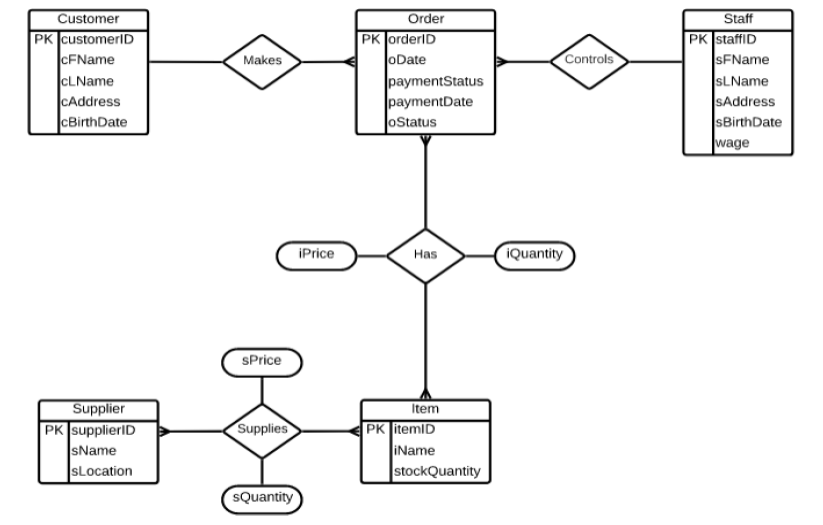 Customer
PK customerID
cFName
cLName
cAddress
cBirthDate
Makes
Order
PK orderID
oDate
paymentStatus
paymentDate
oStatus
Controls
Staff
PK staffID
sFName
sLName
sAddress
sBirthDate
wage
iPrice
Has
iQuantity
sPrice
Supplier
PK supplierID
sName
sLocation
Supplies
sQuantity
Item
PK itemID
iName
stockQuantity